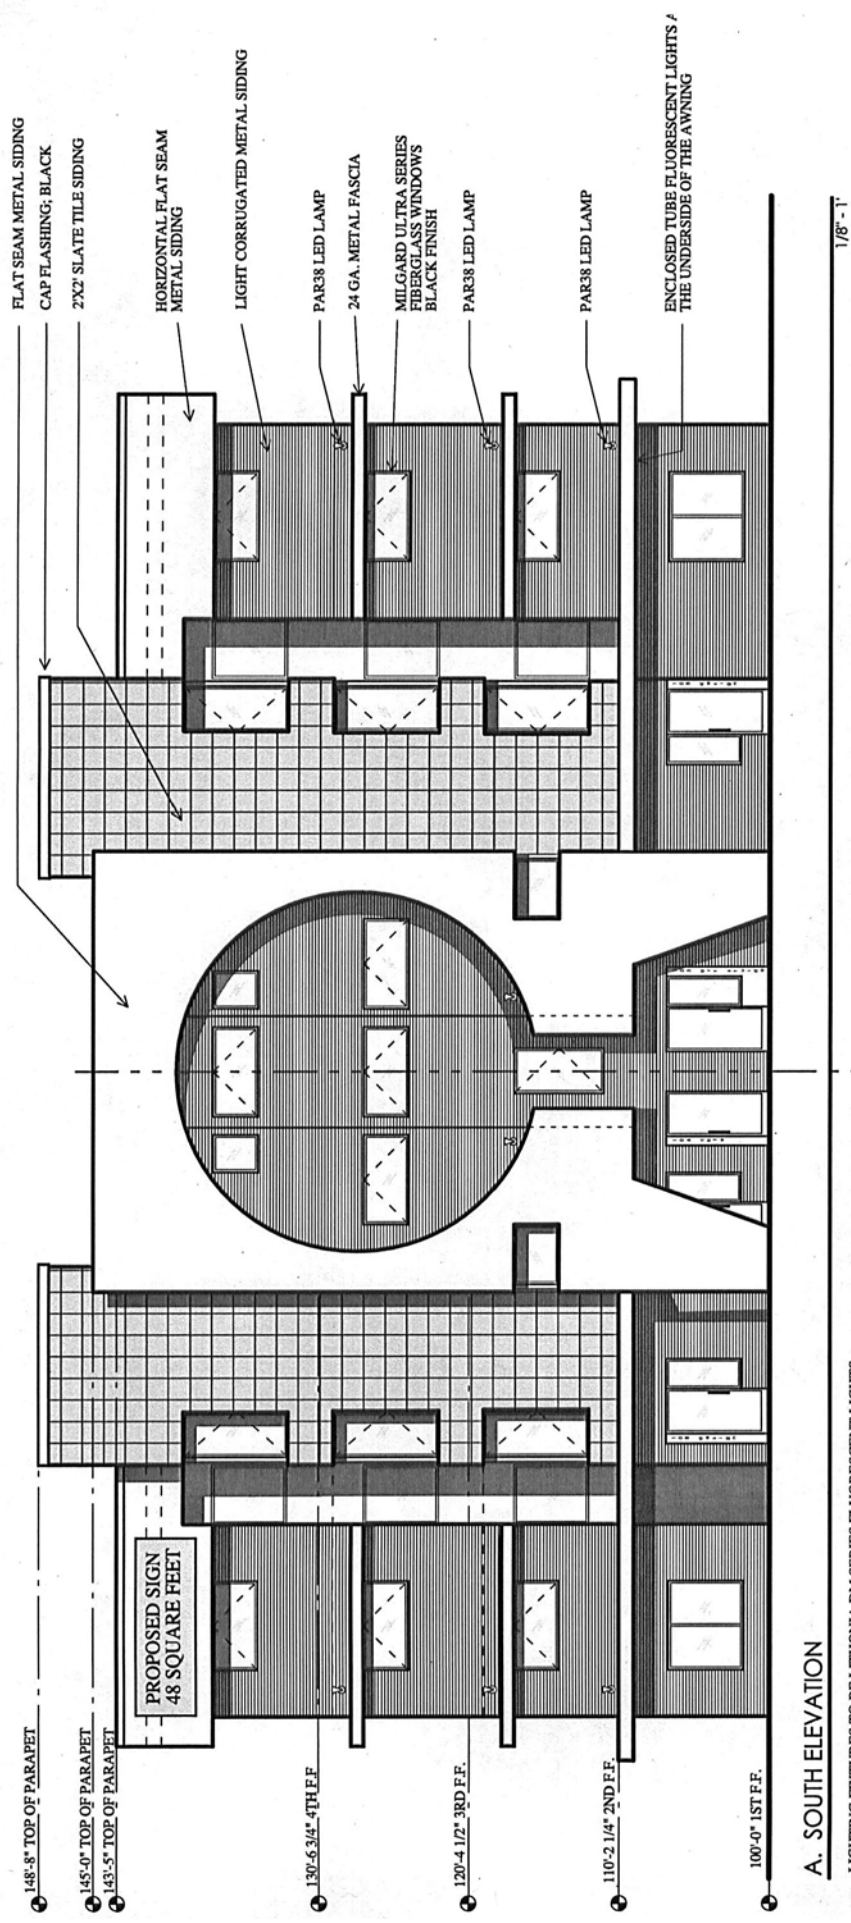 FLAT SEAM METAL SIDING
CAP FLASHING; BLACK
2'X2' SLATE TILE SIDING
HORIZONTAL FLAT SEAM
METAL SIDING
LIGHT CORRUGATED METAL SIDING
PAR38 LED LAMP
24 GA. METAL FASCIA
MILGARD ULTRA SERIES
FIBERGLASS WINDOWS
BLACK FINISH
PAR38 LED LAMP
PAR38 LED LAMP
ENCLOSED TUBE FLUORESCENT LIGHTS A
THE UNDERSIDE OF THE AWNING
PROPOSED SIGN
48 SQUARE FEET
148'-8" TOP OF PARAPET
145'-0" TOP OF PARAPET
143'-5" TOP OF PARAPET
130'-6 3/4" 4TH F.F
120'-4 1/2" 3RD F.F.
110'-2 1/4" 2ND F.F.
100'-0" 1ST F.F.
A. SOUTH ELEVATION
1/8" - 1'